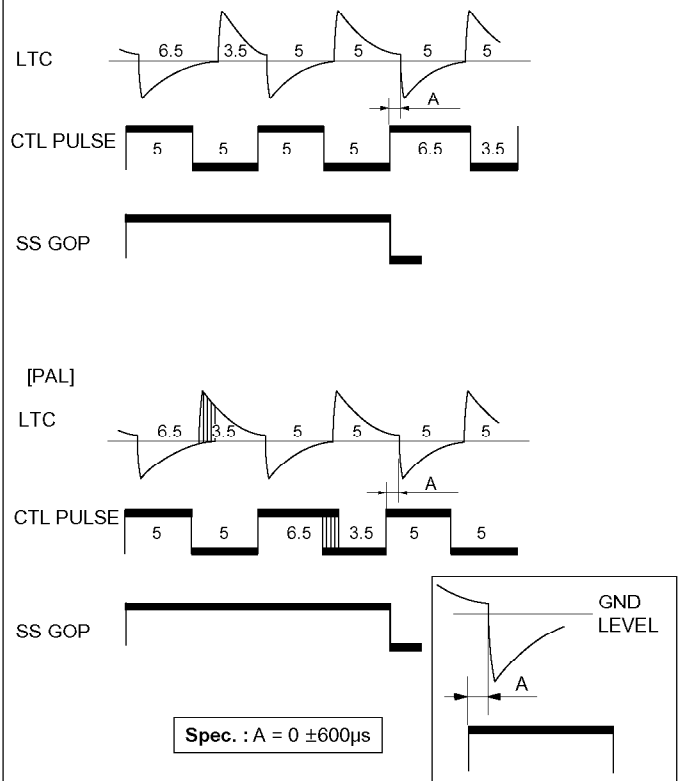 LTC
6.5 3.5 5 5 5 5
A
CTL PULSE
5 5 5 5 6.5 3.5
SS GOP
[PAL]
LTC
6.5 3.5 5 5 5 5
A
CTL PULSE
5 5 6.5 3.5 5 5
SS GOP
GND
LEVEL
A
Spec. : A = 0 ±600µs